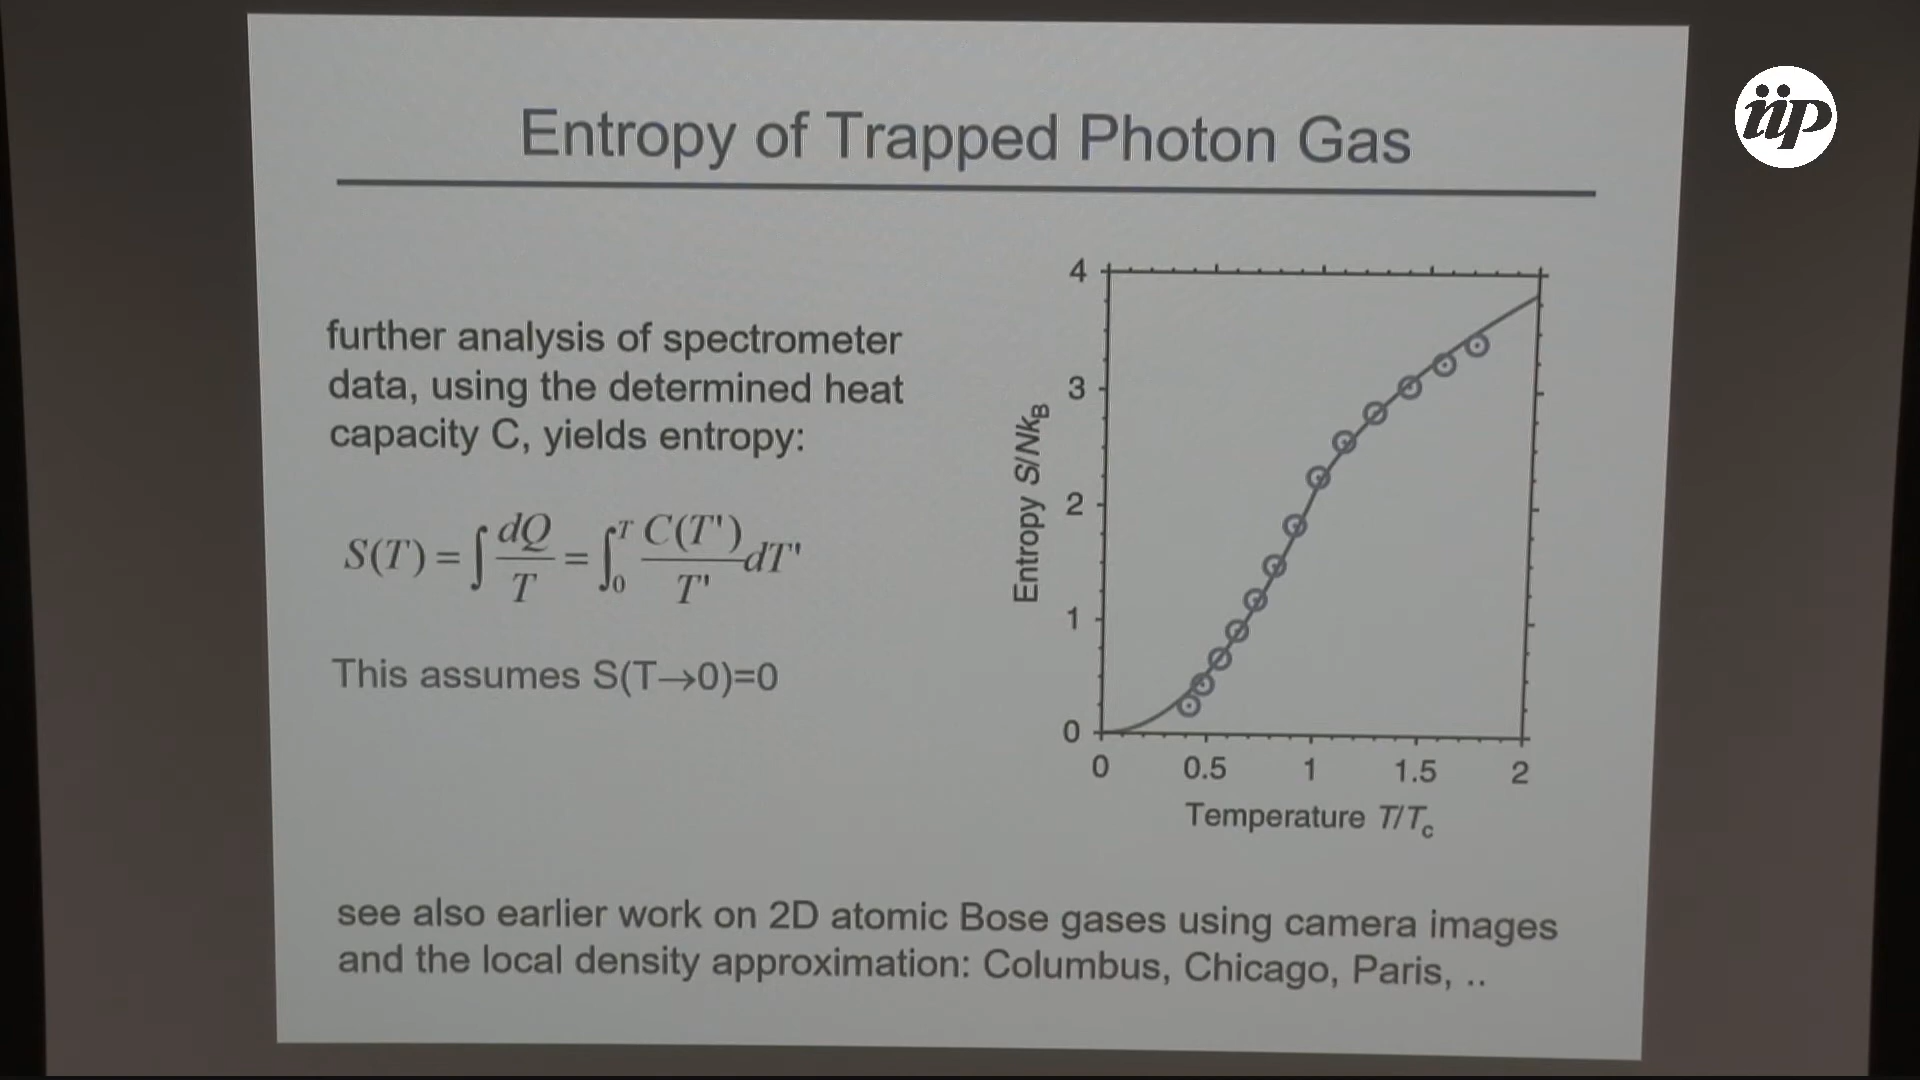 iip
Entropy of Trapped Photon Gas
further analysis of spectrometer
data, using the determined heat
capacity C, yields entropy:
S(T) = ∫ dQ/T = ∫₀ᵀ C(T')/T' dT'
This assumes S(T→0)=0
4
3
2
1
0
Entropy S/Nk_B
0 0.5 1 1.5 2
Temperature T/T_c
see also earlier work on 2D atomic Bose gases using camera images
and the local density approximation: Columbus, Chicago, Paris, ..